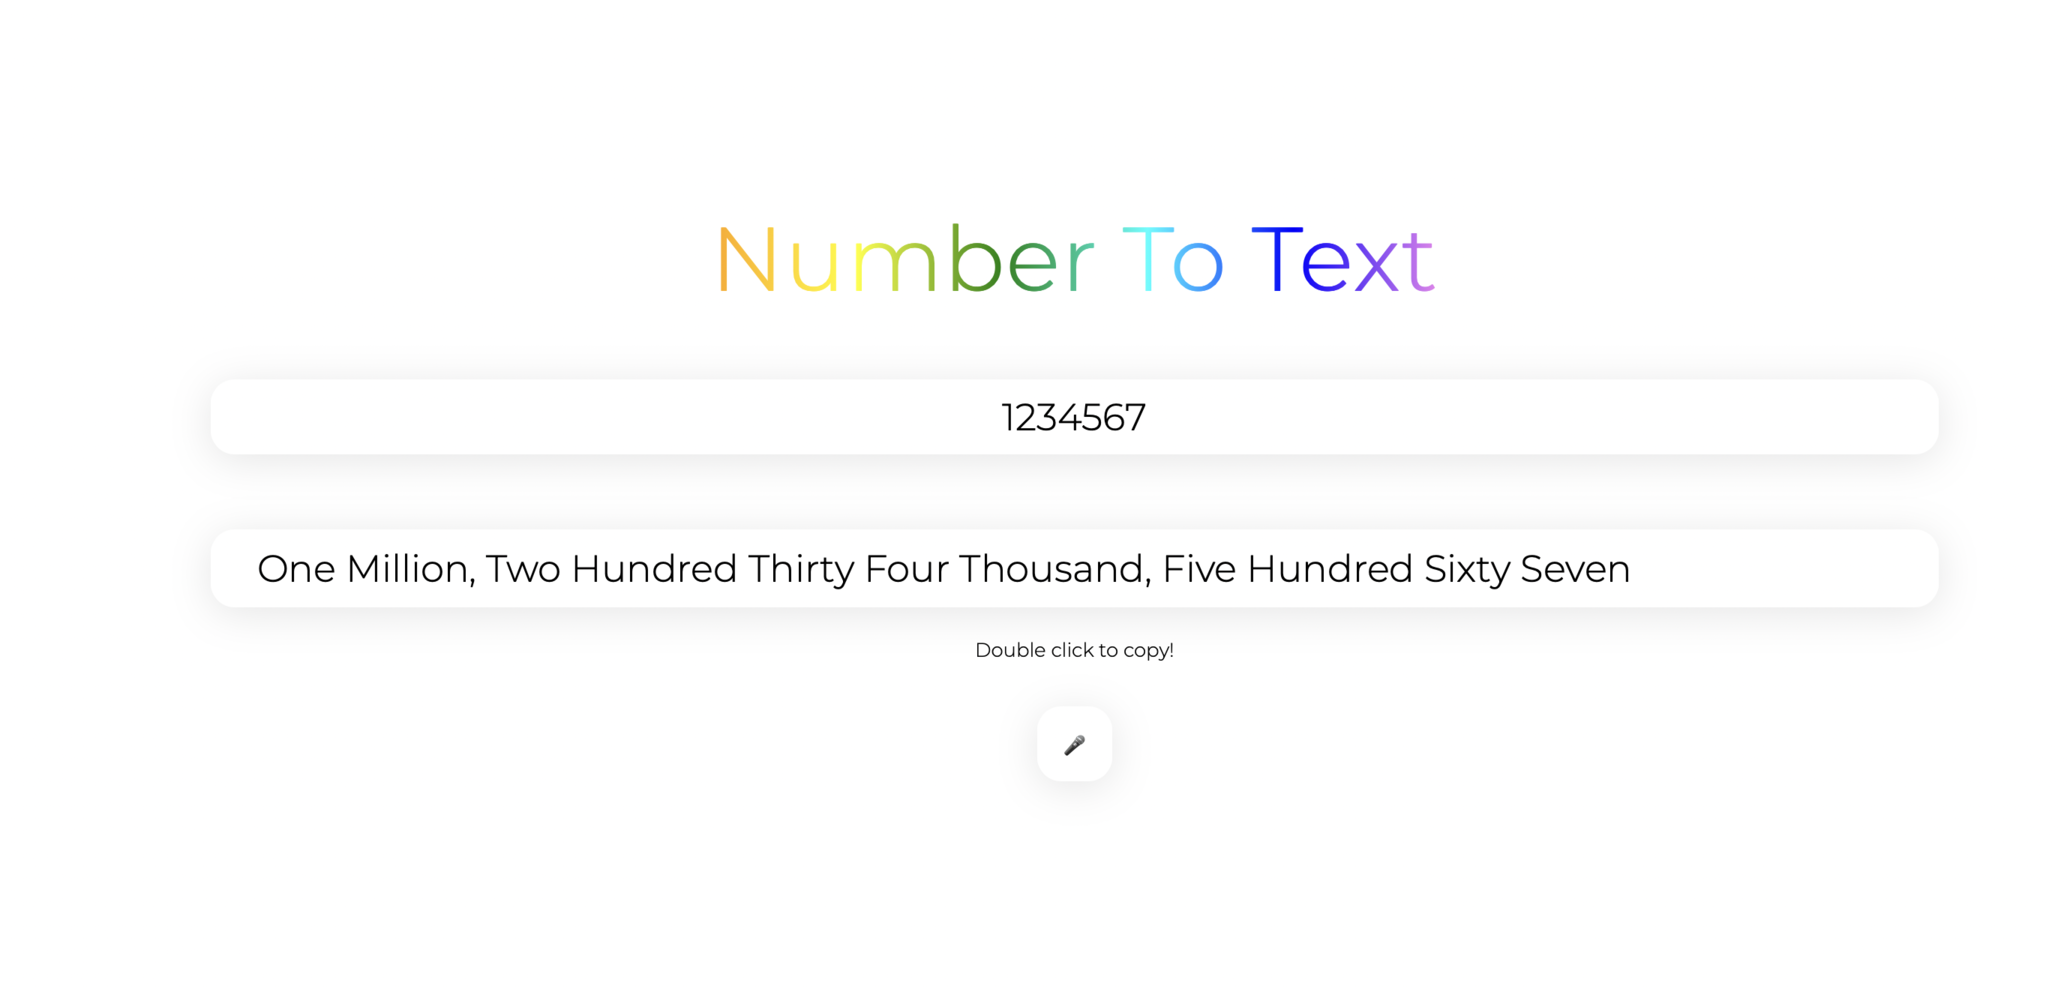 Number To Text
1234567
One Million, Two Hundred Thirty Four Thousand, Five Hundred Sixty Seven
Double click to copy!